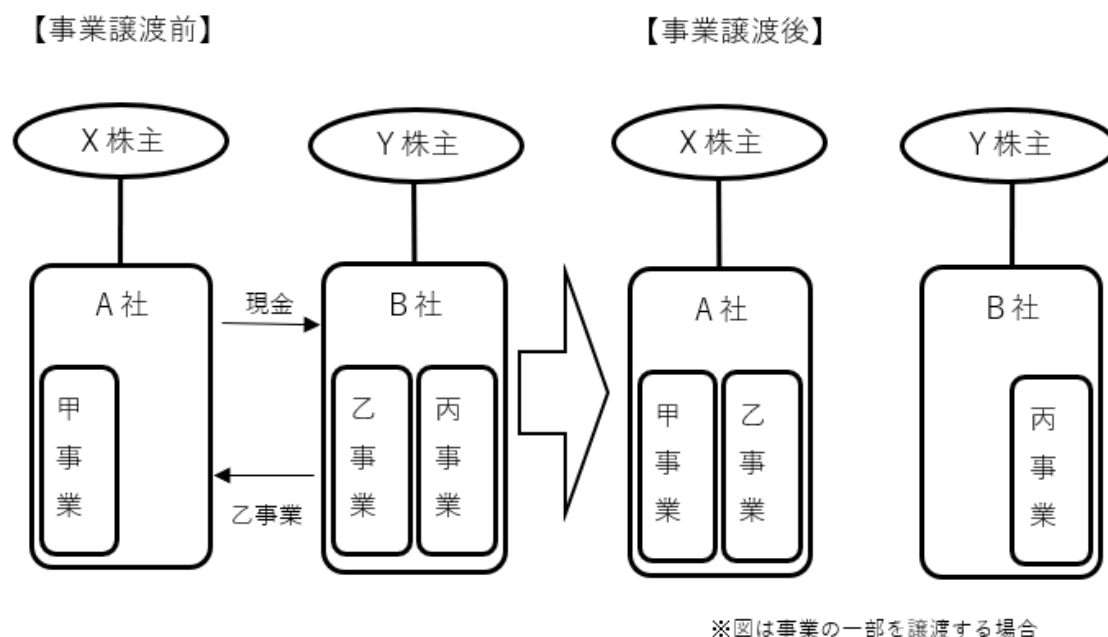 【事業譲渡前】
【事業譲渡後】
X株主
Y株主
X株主
Y株主
A社
現金
B社
A社
B社
甲事業
乙事業
丙事業
乙事業
甲事業
乙事業
丙事業
※図は事業の一部を譲渡する場合